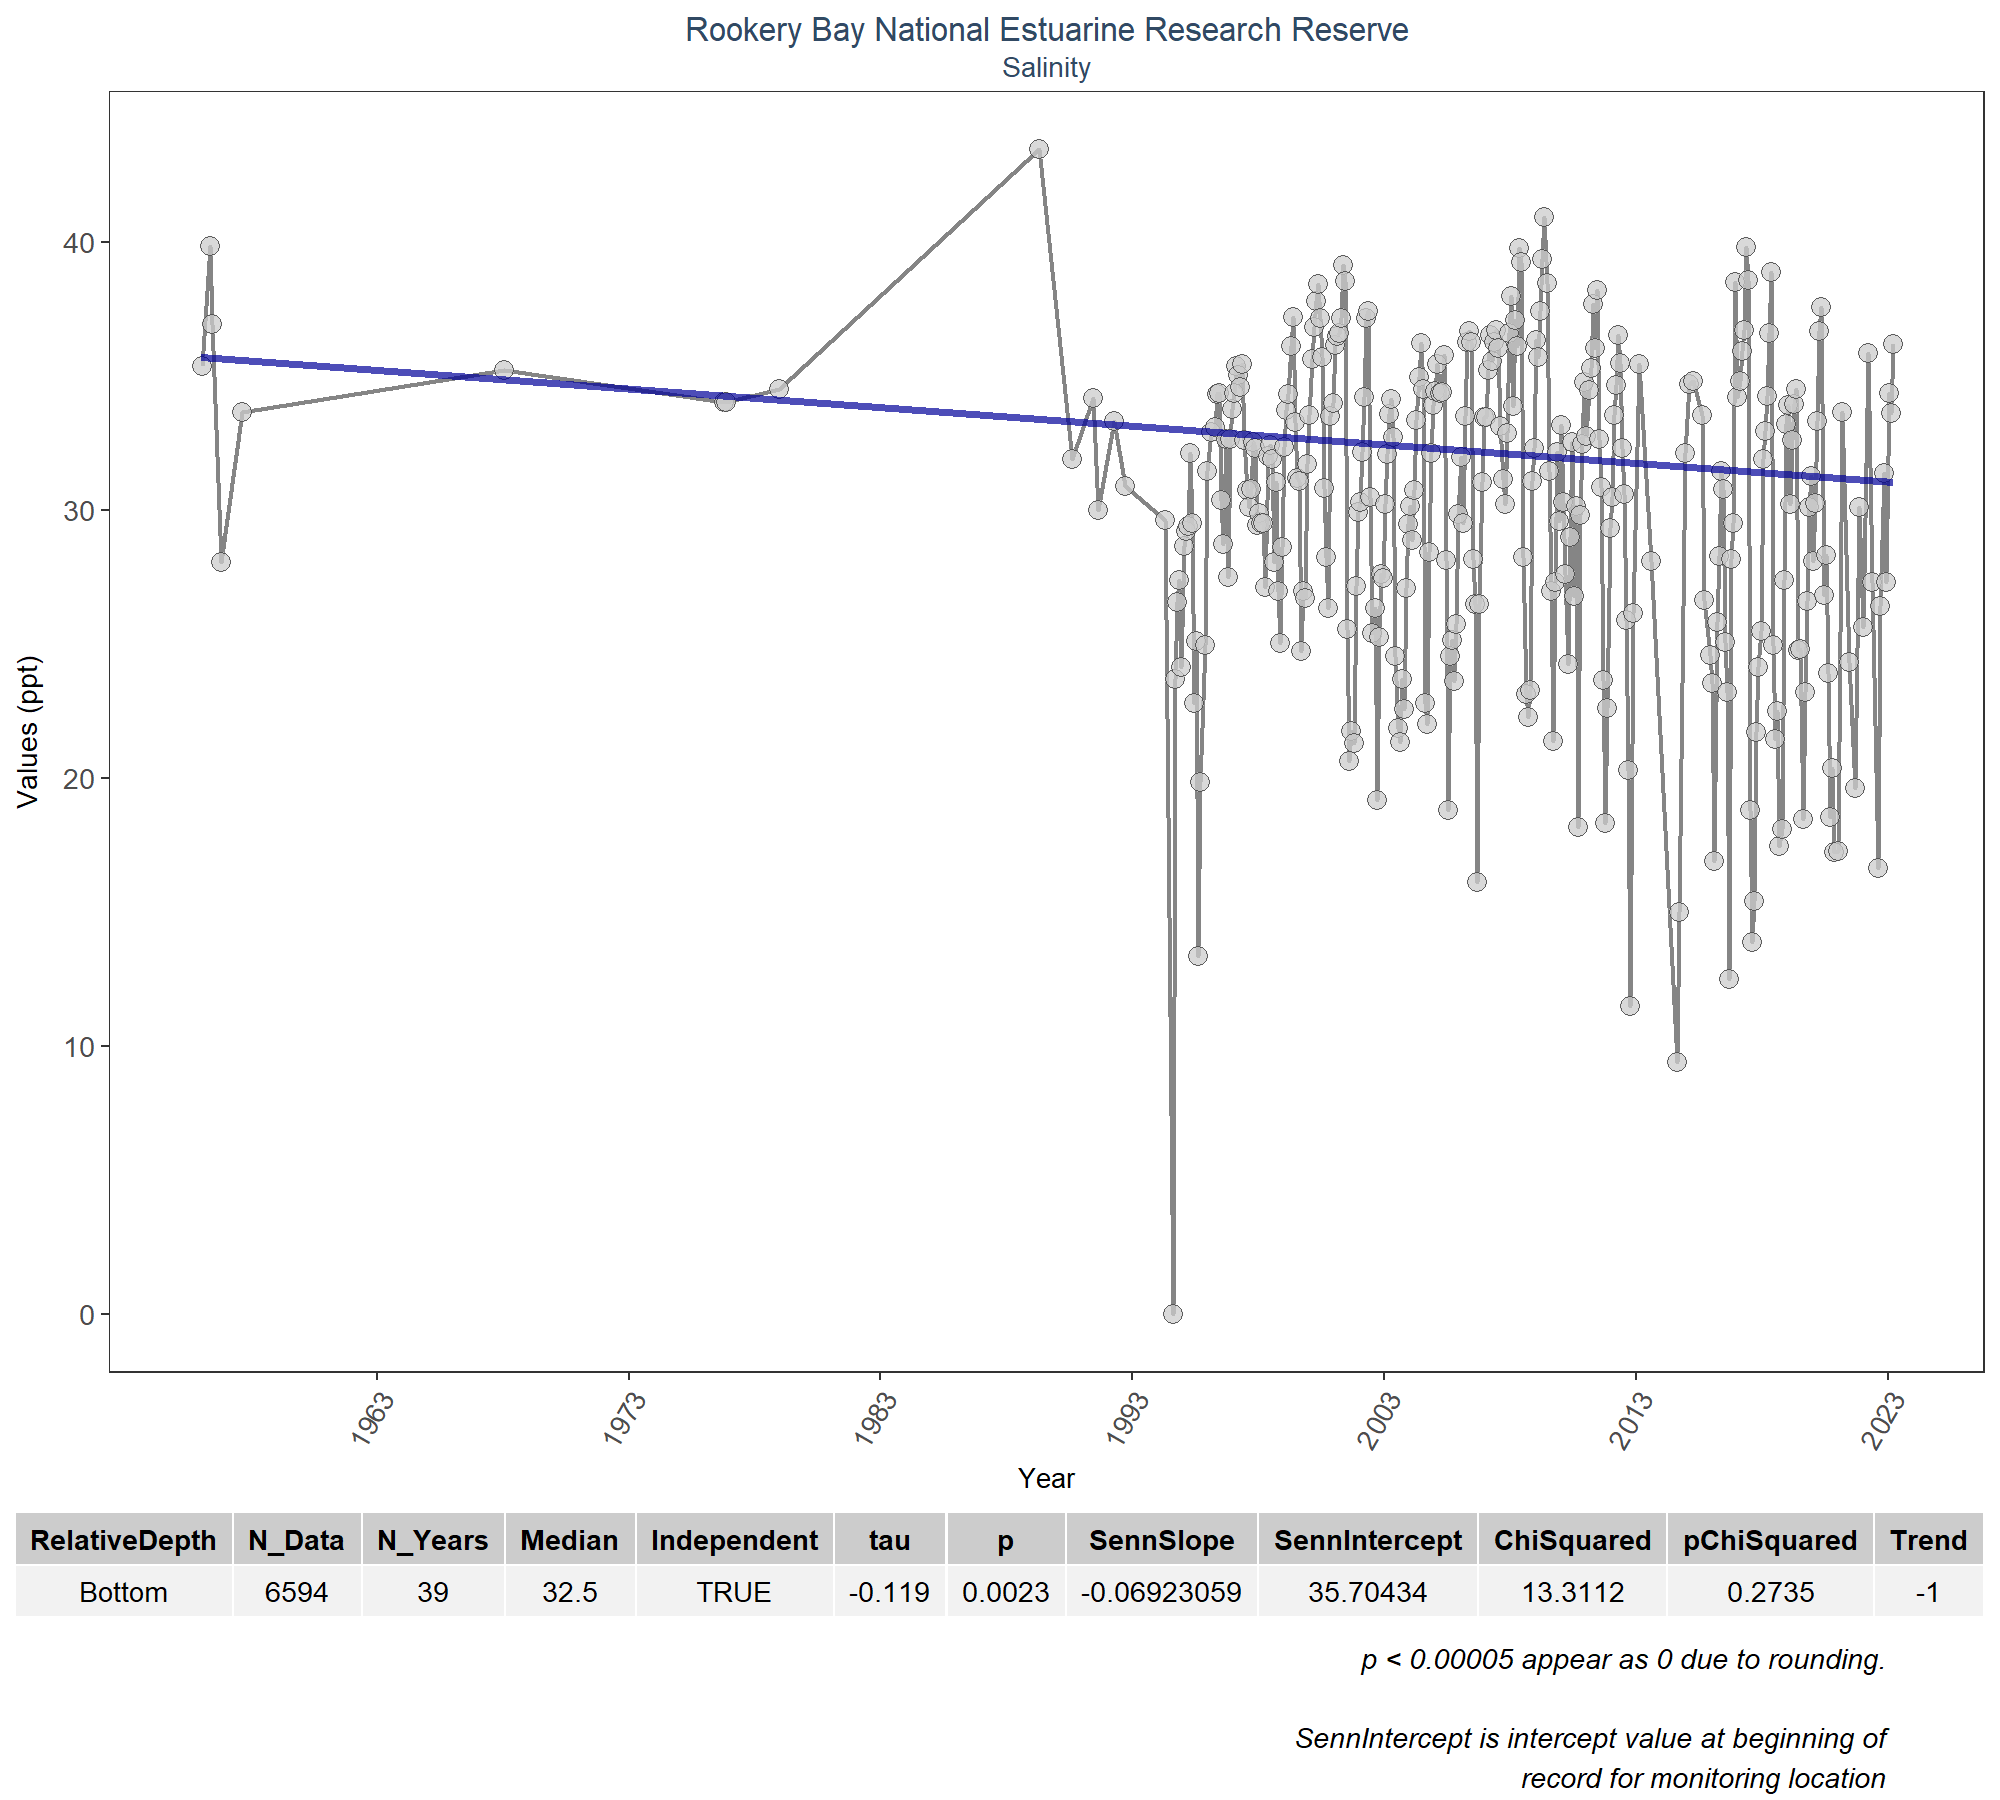 Rookery Bay National Estuarine Research Reserve
Salinity
40
30
20
10
0
Values (ppt)
1963 1973 1983 1993 2003 2013 2023
Year
RelativeDepth N_Data N_Years Median Independent tau p SennSlope SennIntercept ChiSquared pChiSquared Trend
Bottom 6594 39 32.5 TRUE -0.119 0.0023 -0.06923059 35.70434 13.3112 0.2735 -1
p < 0.00005 appear as 0 due to rounding.
SennIntercept is intercept value at beginning of
record for monitoring location